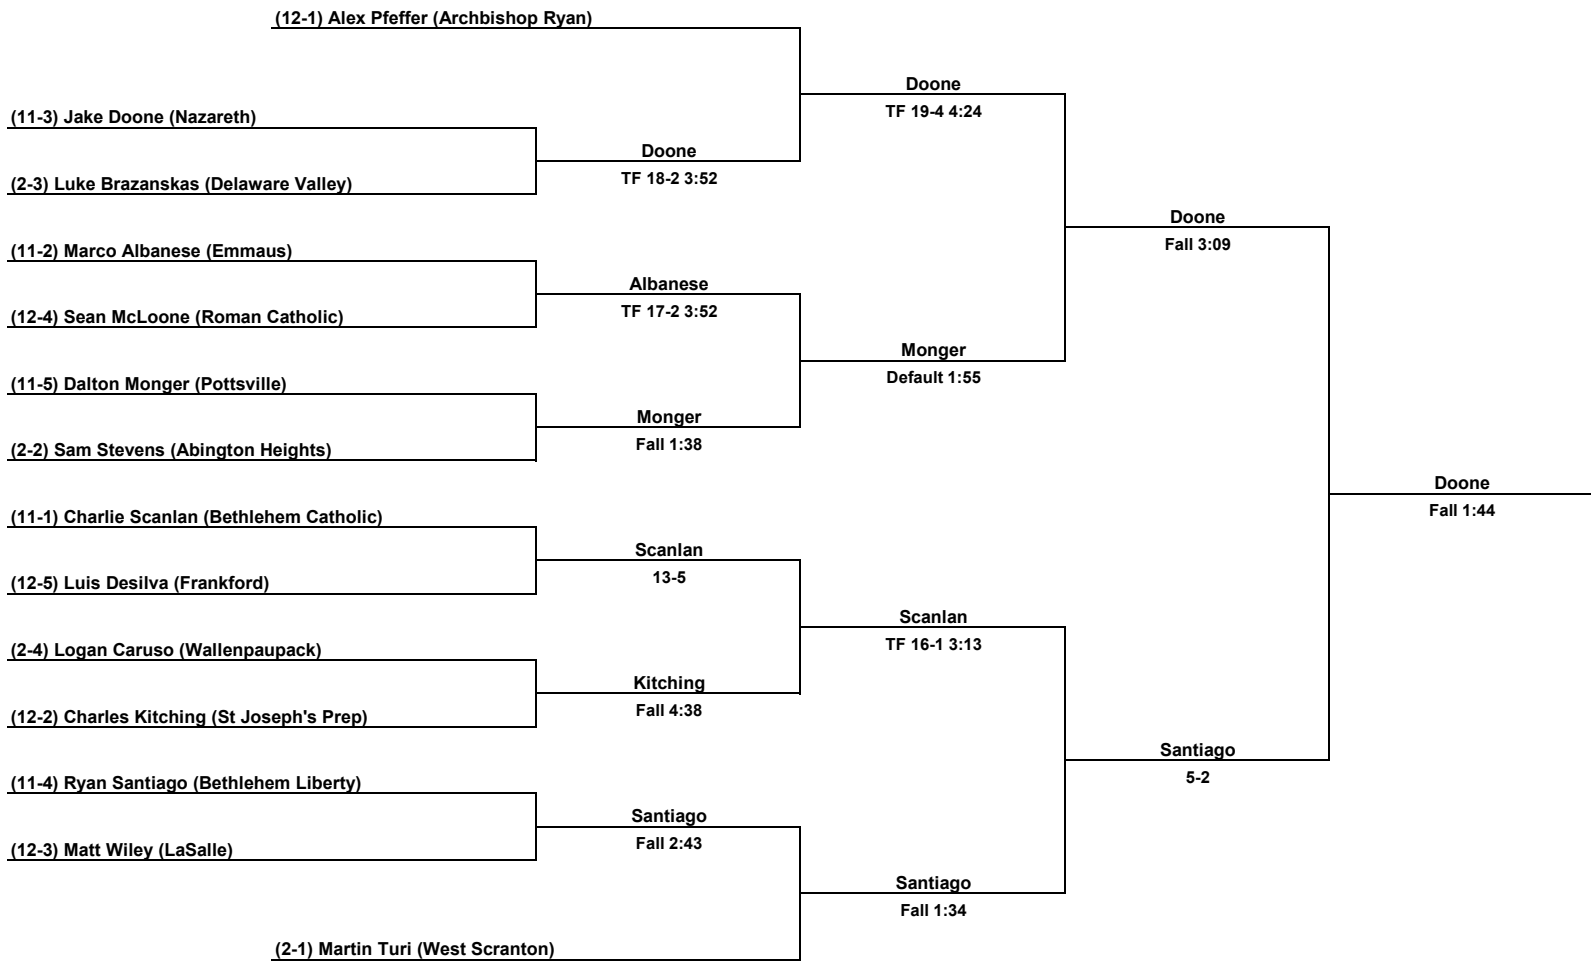 (12-1) Alex Pfeffer (Archbishop Ryan)
Doone
TF 19-4 4:24
(11-3) Jake Doone (Nazareth)
Doone
TF 18-2 3:52
(2-3) Luke Brazanskas (Delaware Valley)
Doone
Fall 3:09
(11-2) Marco Albanese (Emmaus)
Albanese
TF 17-2 3:52
(12-4) Sean McLoone (Roman Catholic)
Monger
Default 1:55
(11-5) Dalton Monger (Pottsville)
Monger
Fall 1:38
(2-2) Sam Stevens (Abington Heights)
Doone
Fall 1:44
(11-1) Charlie Scanlan (Bethlehem Catholic)
Scanlan
13-5
(12-5) Luis Desilva (Frankford)
Scanlan
TF 16-1 3:13
(2-4) Logan Caruso (Wallenpaupack)
Kitching
Fall 4:38
(12-2) Charles Kitching (St Joseph's Prep)
Santiago
5-2
(11-4) Ryan Santiago (Bethlehem Liberty)
Santiago
Fall 2:43
(12-3) Matt Wiley (LaSalle)
Santiago
Fall 1:34
(2-1) Martin Turi (West Scranton)